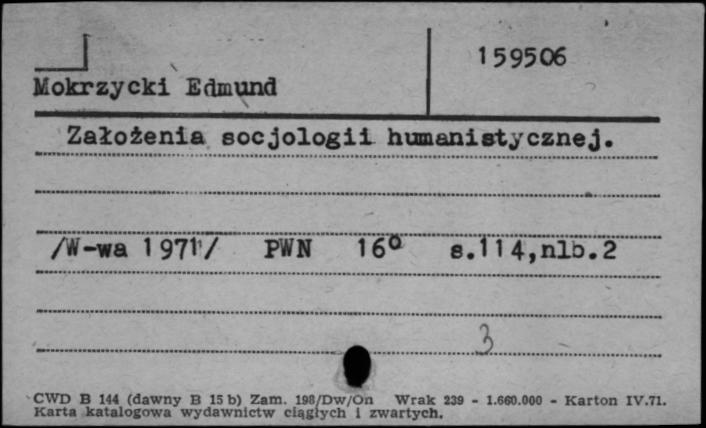 159506
Mokrzycki Edmund
Założenia socjologii humanistycznej.
/W-wa 1971/ PWN 16° s.114,nlb.2
3
CWD B 144 (dawny B 15 b) Zam. 198/Dw/On Wrak 239 - 1.660.000 - Karton IV.71.
Karta katalogowa wydawnictw ciągłych i zwartych.